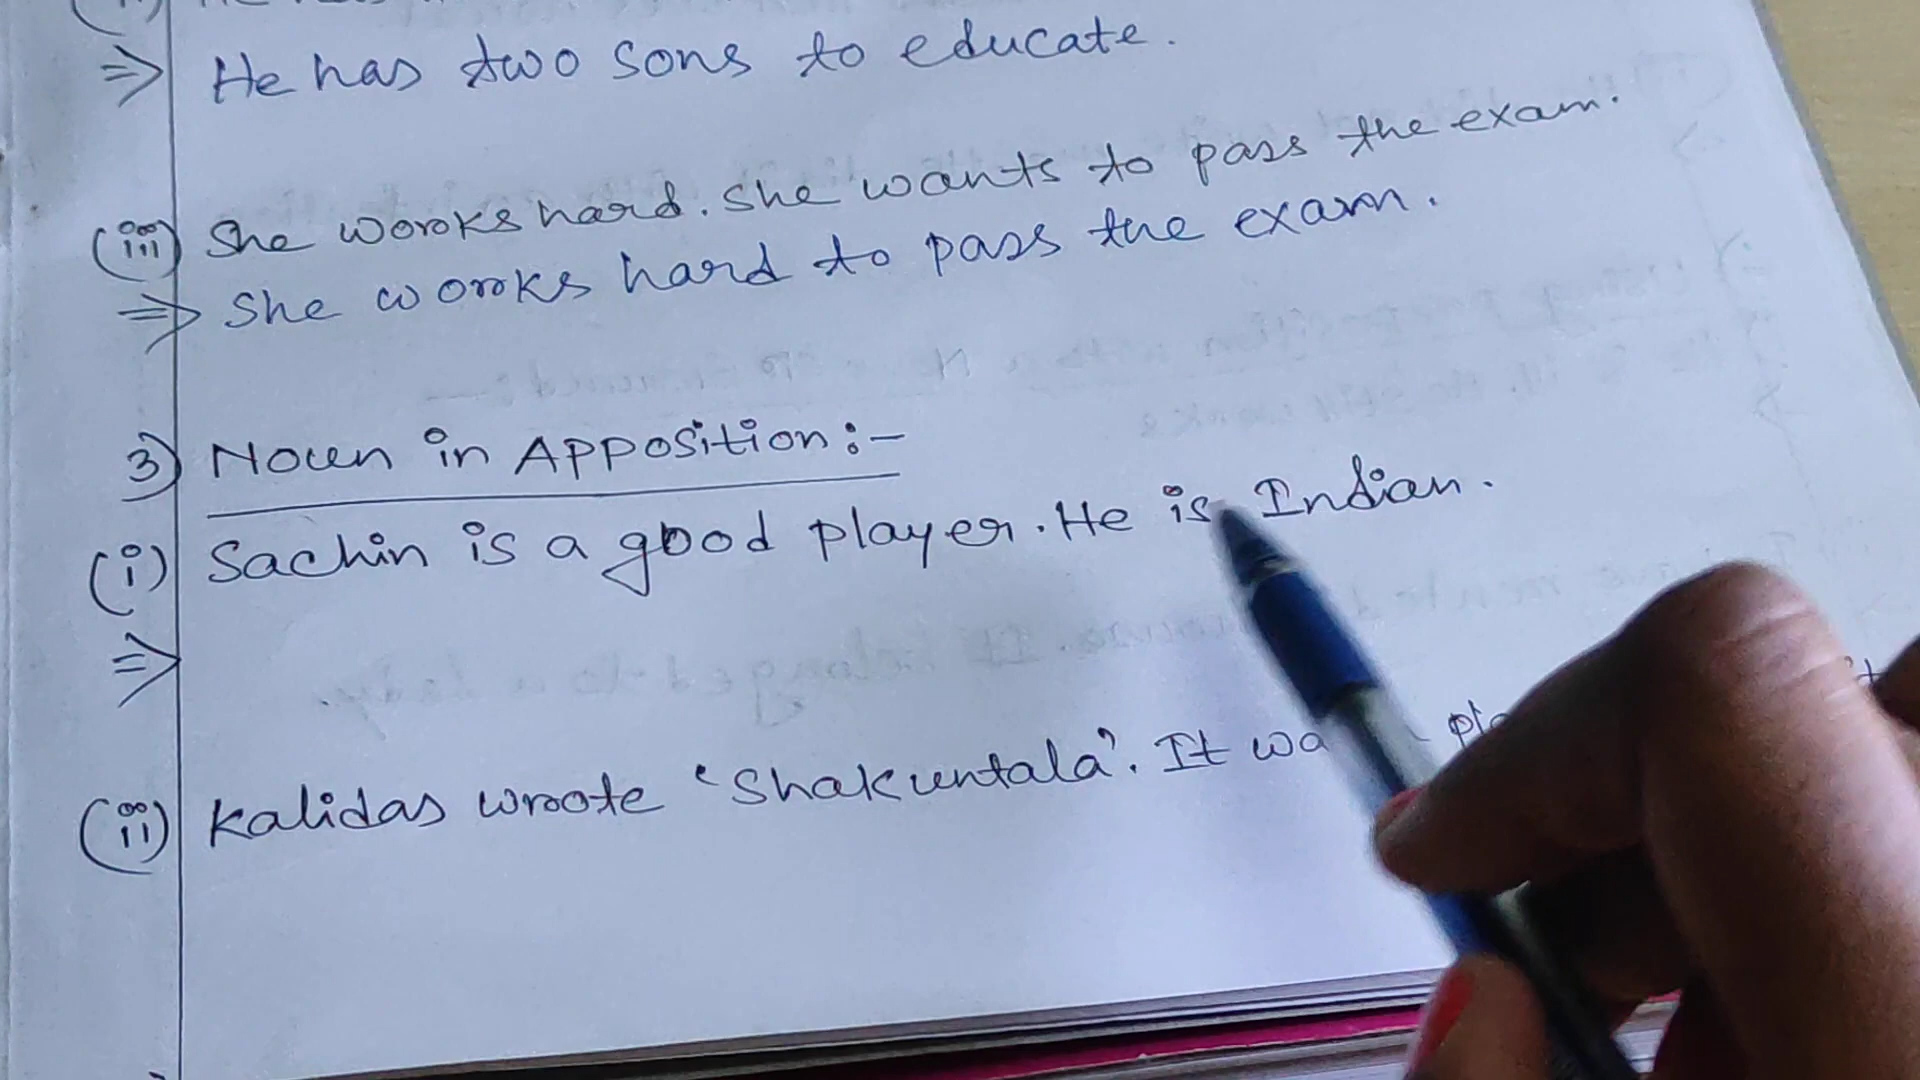 ⇒ He has two sons to educate.
(iii) She works hard. She wants to pass the exam.
⇒ She works hard to pass the exam.
3) Noun in Apposition :-
(i) Sachin is a good player. He is Indian.
⇒
(ii) Kalidas wrote 'Shakuntala'. It